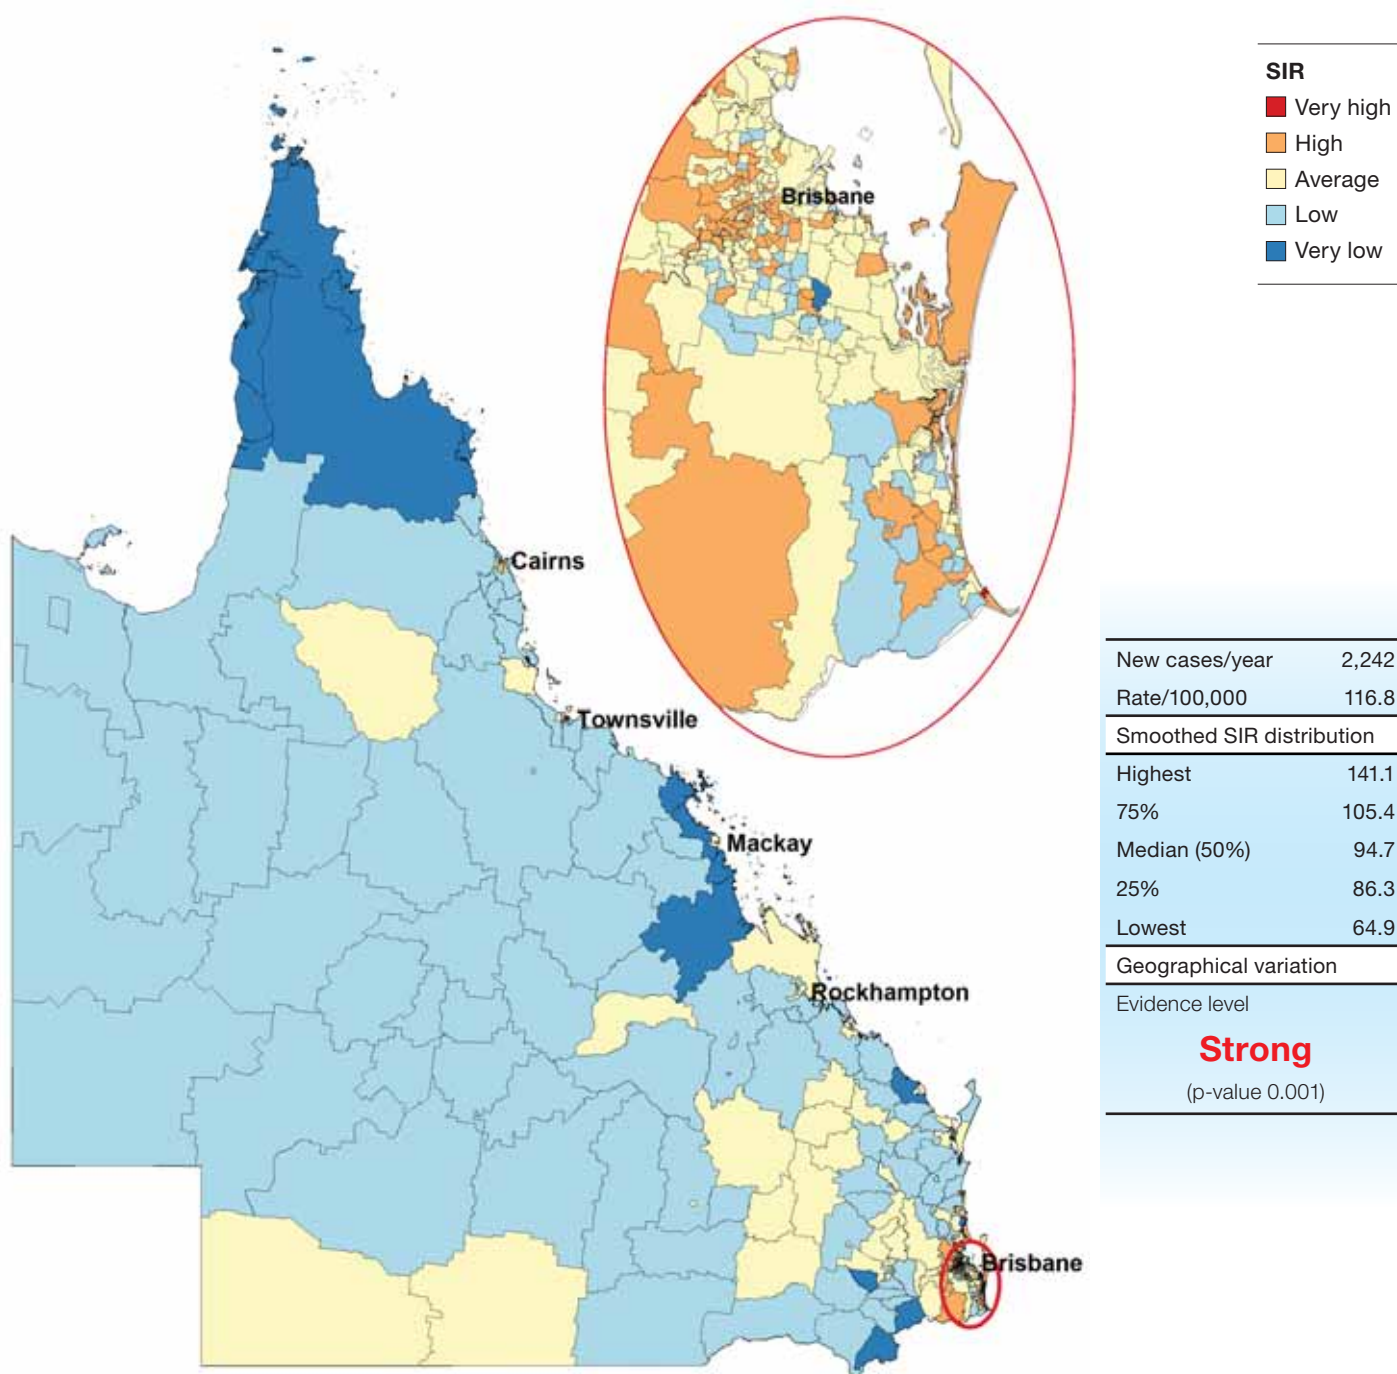 Brisbane
SIR
Very high
High
Average
Low
Very low
Cairns
Townsville
Mackay
Rockhampton
Brisbane
New cases/year 2,242
Rate/100,000 116.8
Smoothed SIR distribution
Highest 141.1
75% 105.4
Median (50%) 94.7
25% 86.3
Lowest 64.9
Geographical variation
Evidence level
Strong
(p-value 0.001)